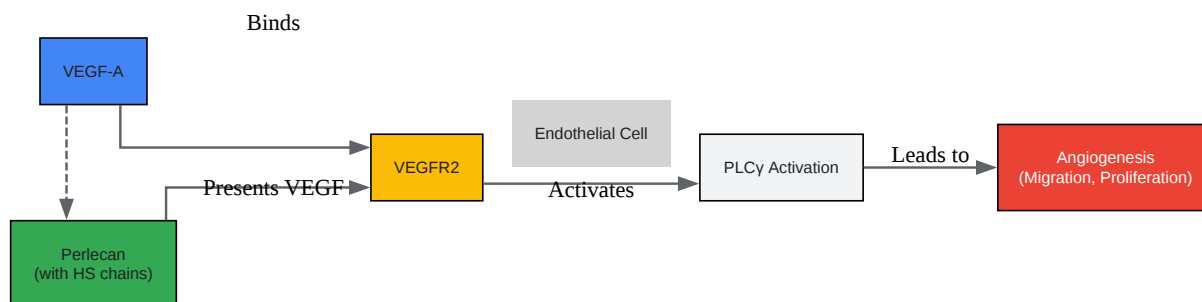 Binds
VEGF-A
Endothelial Cell
VEGFR2
PLCγ Activation
Leads to
Angiogenesis
(Migration, Proliferation)
Presents VEGF
Activates
Perlecan
(with HS chains)